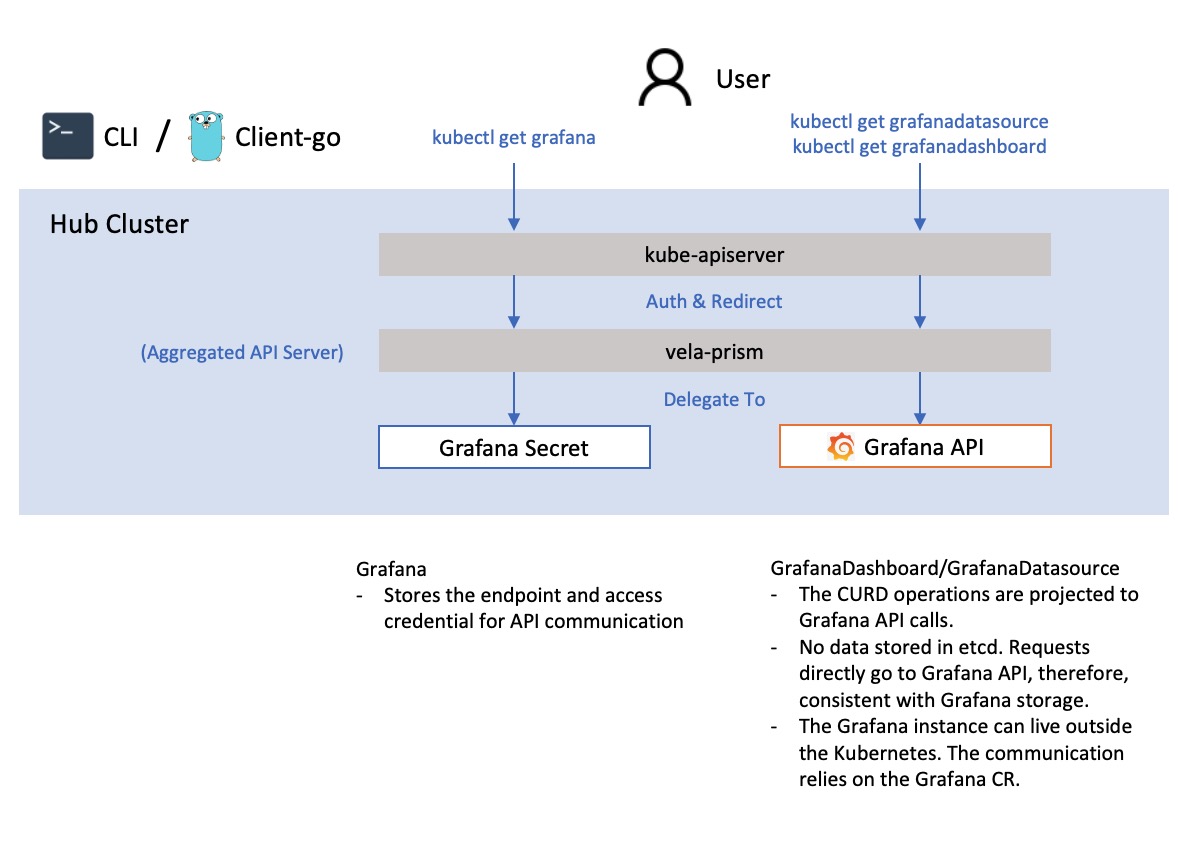 User
CLI / Client-go
kubectl get grafana
kubectl get grafanadatasource
kubectl get grafanadashboard
Hub Cluster
kube-apiserver
Auth & Redirect
(Aggregated API Server)
vela-prism
Delegate To
Grafana Secret
Grafana API
Grafana
- Stores the endpoint and access
credential for API communication
GrafanaDashboard/GrafanaDatasource
- The CURD operations are projected to
Grafana API calls.
- No data stored in etcd. Requests
directly go to Grafana API, therefore,
consistent with Grafana storage.
- The Grafana instance can live outside
the Kubernetes. The communication
relies on the Grafana CR.